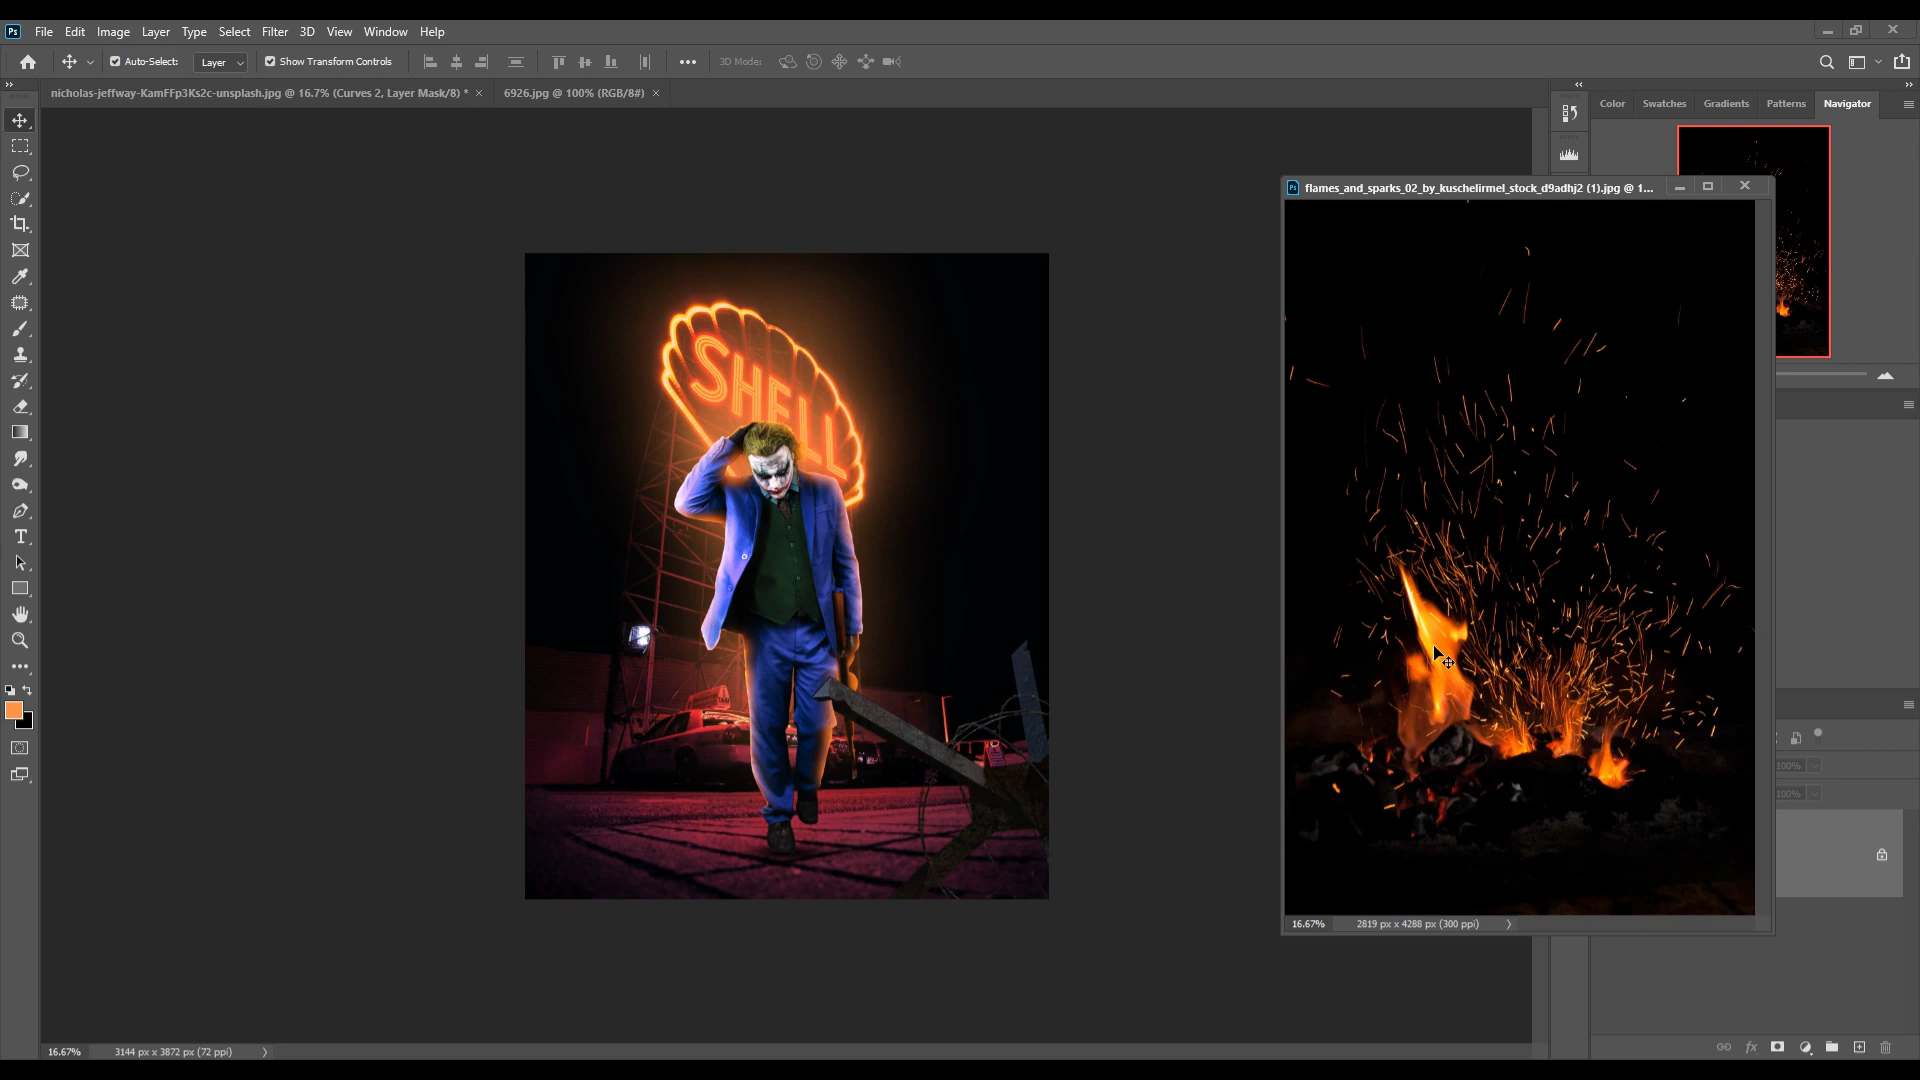 Ps File Edit Image Layer Type Select Filter 3D View Window Help
Auto-Select: Layer Show Transform Controls 3D Mode:
nicholas-jeffway-KamFFp3Ks2c-unsplash.jpg @ 16.7% (Curves 2, Layer Mask/8) * 6926.jpg @ 100% (RGB/8#)
Color Swatches Gradients Patterns Navigator
Ps flames_and_sparks_02_by_kuschelirmel_stock_d9adhj2 (1).jpg @ 1...
SHELL
TAXI
T
100%
100%
16.67% 2819 px x 4288 px (300 ppi)
fx
16.67% 3144 px x 3872 px (72 ppi)